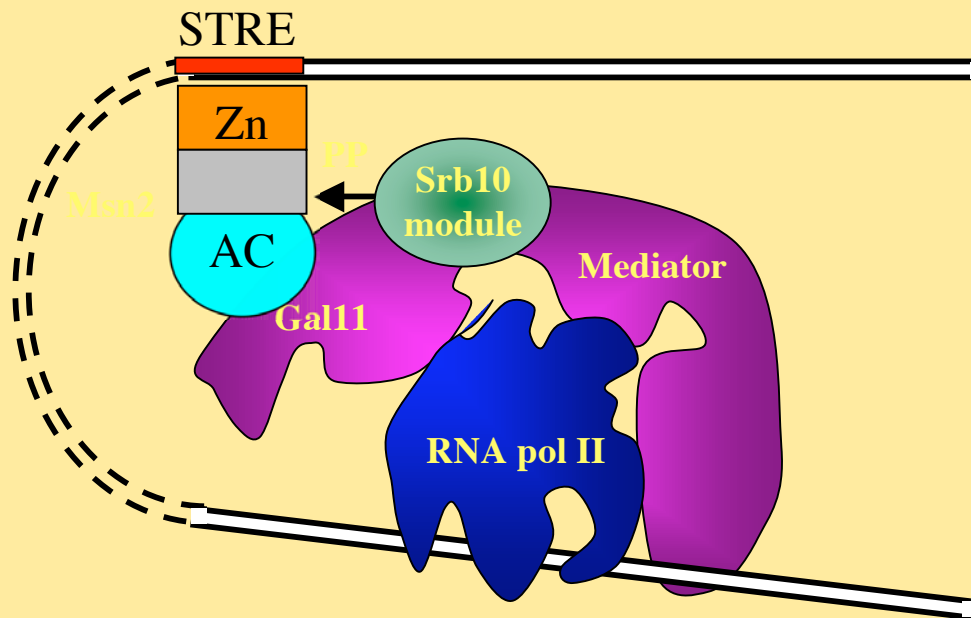 STRE
Zn
PP
Srb10
module
Msn2
AC
Mediator
Gal11
RNA pol II